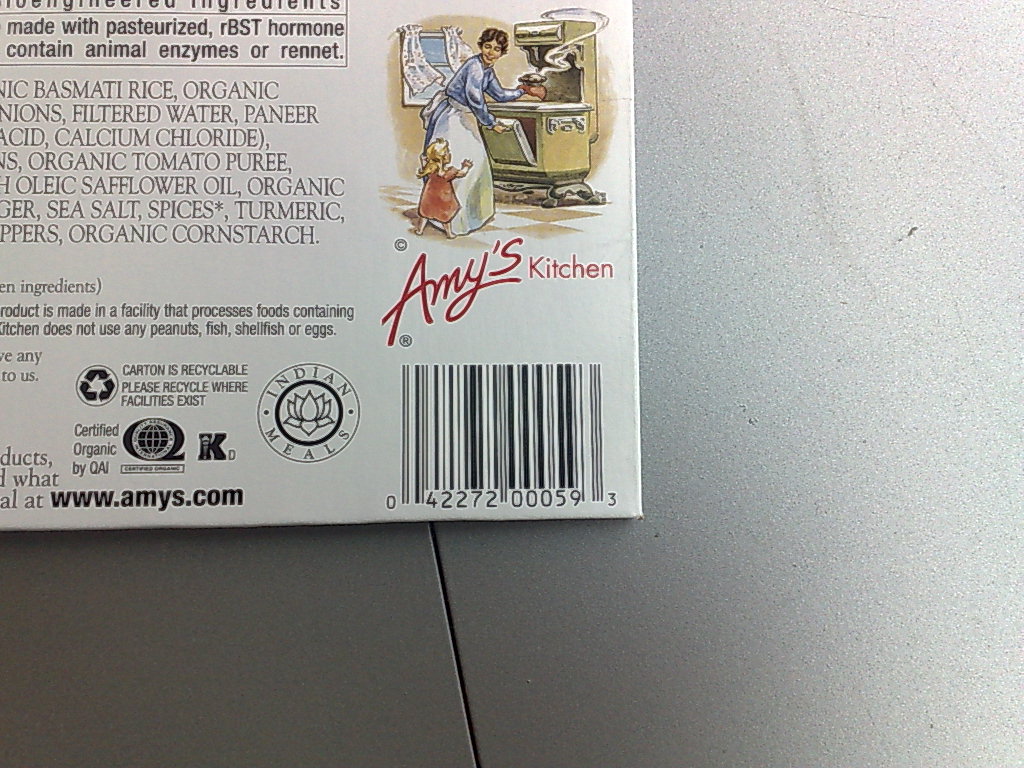 ioengineered ingredients
made with pasteurized, rBST hormone
contain animal enzymes or rennet.
NIC BASMATI RICE, ORGANIC
NIONS, FILTERED WATER, PANEER
ACID, CALCIUM CHLORIDE),
NS, ORGANIC TOMATO PUREE,
H OLEIC SAFFLOWER OIL, ORGANIC
GER, SEA SALT, SPICES*, TURMERIC,
PPERS, ORGANIC CORNSTARCH.
en ingredients)
roduct is made in a facility that processes foods containing
Kitchen does not use any peanuts, fish, shellfish or eggs.
ve any
to us.
©
Amy's Kitchen
®
CARTON IS RECYCLABLE
PLEASE RECYCLE WHERE
FACILITIES EXIST
INDIAN
MEALS
Certified
Organic
by QAI
CERTIFIED ORGANIC
K D
ducts,
d what
al at www.amys.com
0 42272 00059 3